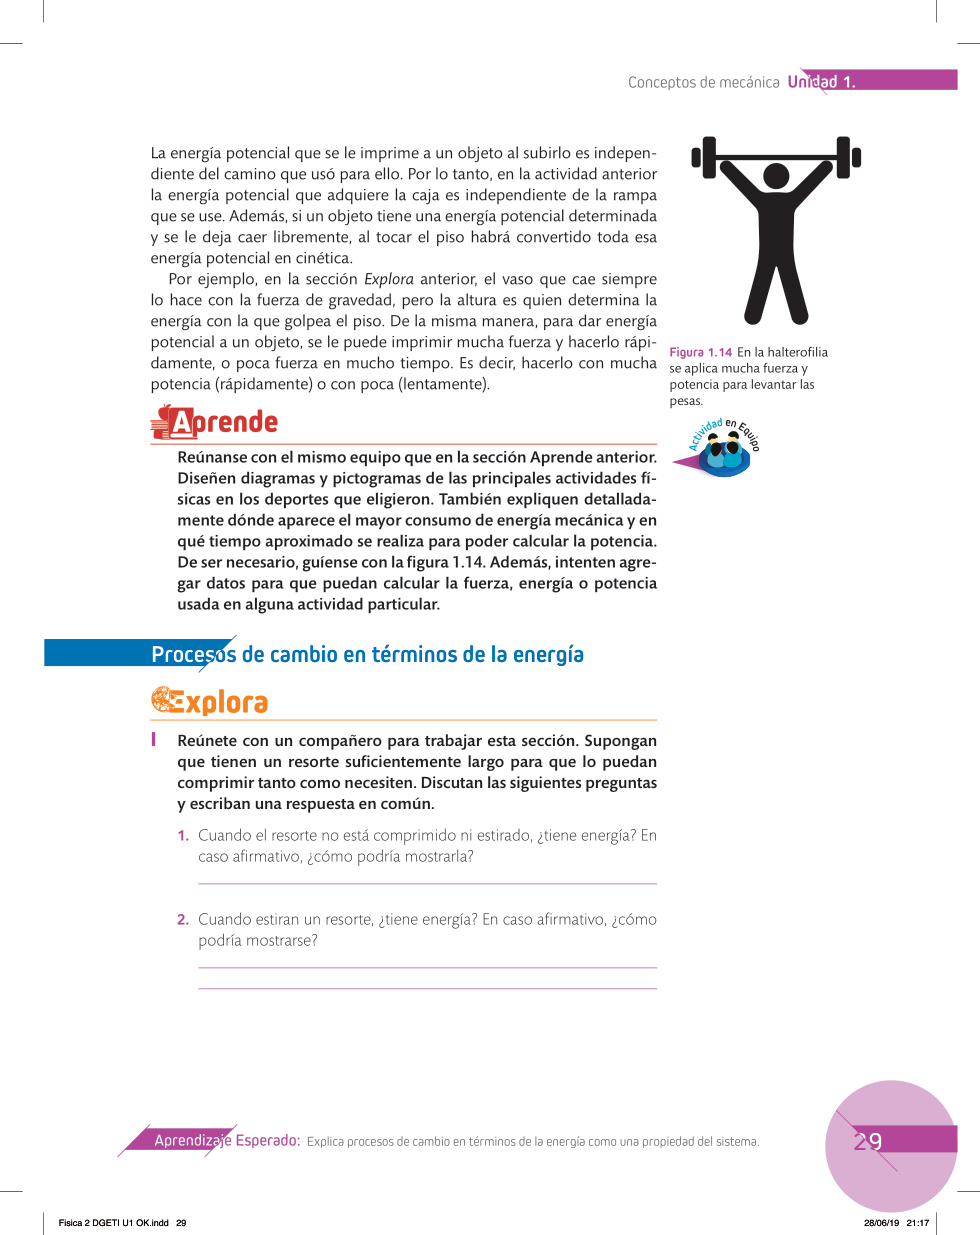 Conceptos de mecánica Unidad 1.
La energía potencial que se le imprime a un objeto al subirlo es indepen-
diente del camino que usó para ello. Por lo tanto, en la actividad anterior
la energía potencial que adquiere la caja es independiente de la rampa
que se use. Además, si un objeto tiene una energía potencial determinada
y se le deja caer libremente, al tocar el piso habrá convertido toda esa
energía potencial en cinética.
Por ejemplo, en la sección Explora anterior, el vaso que cae siempre
lo hace con la fuerza de gravedad, pero la altura es quien determina la
energía con la que golpea el piso. De la misma manera, para dar energía
potencial a un objeto, se le puede imprimir mucha fuerza y hacerlo rápi-
damente, o poca fuerza en mucho tiempo. Es decir, hacerlo con mucha
potencia (rápidamente) o con poca (lentamente).
Figura 1.14 En la halterofilia
se aplica mucha fuerza y
potencia para levantar las
pesas.
Aprende
Actividad en Equipo
Reúnanse con el mismo equipo que en la sección Aprende anterior.
Diseñen diagramas y pictogramas de las principales actividades fí-
sicas en los deportes que eligieron. También expliquen detallada-
mente dónde aparece el mayor consumo de energía mecánica y en
qué tiempo aproximado se realiza para poder calcular la potencia.
De ser necesario, guíense con la figura 1.14. Además, intenten agre-
gar datos para que puedan calcular la fuerza, energía o potencia
usada en alguna actividad particular.
Procesos de cambio en términos de la energía
Explora
I Reúnete con un compañero para trabajar esta sección. Supongan
que tienen un resorte suficientemente largo para que lo puedan
comprimir tanto como necesiten. Discutan las siguientes preguntas
y escriban una respuesta en común.
1. Cuando el resorte no está comprimido ni estirado, ¿tiene energía? En
caso afirmativo, ¿cómo podría mostrarla?
2. Cuando estiran un resorte, ¿tiene energía? En caso afirmativo, ¿cómo
podría mostrarse?
Aprendizaje Esperado: Explica procesos de cambio en términos de la energía como una propiedad del sistema.
29
Fisica 2 DGETI U1 OK.indd 29
28/06/19 21:17